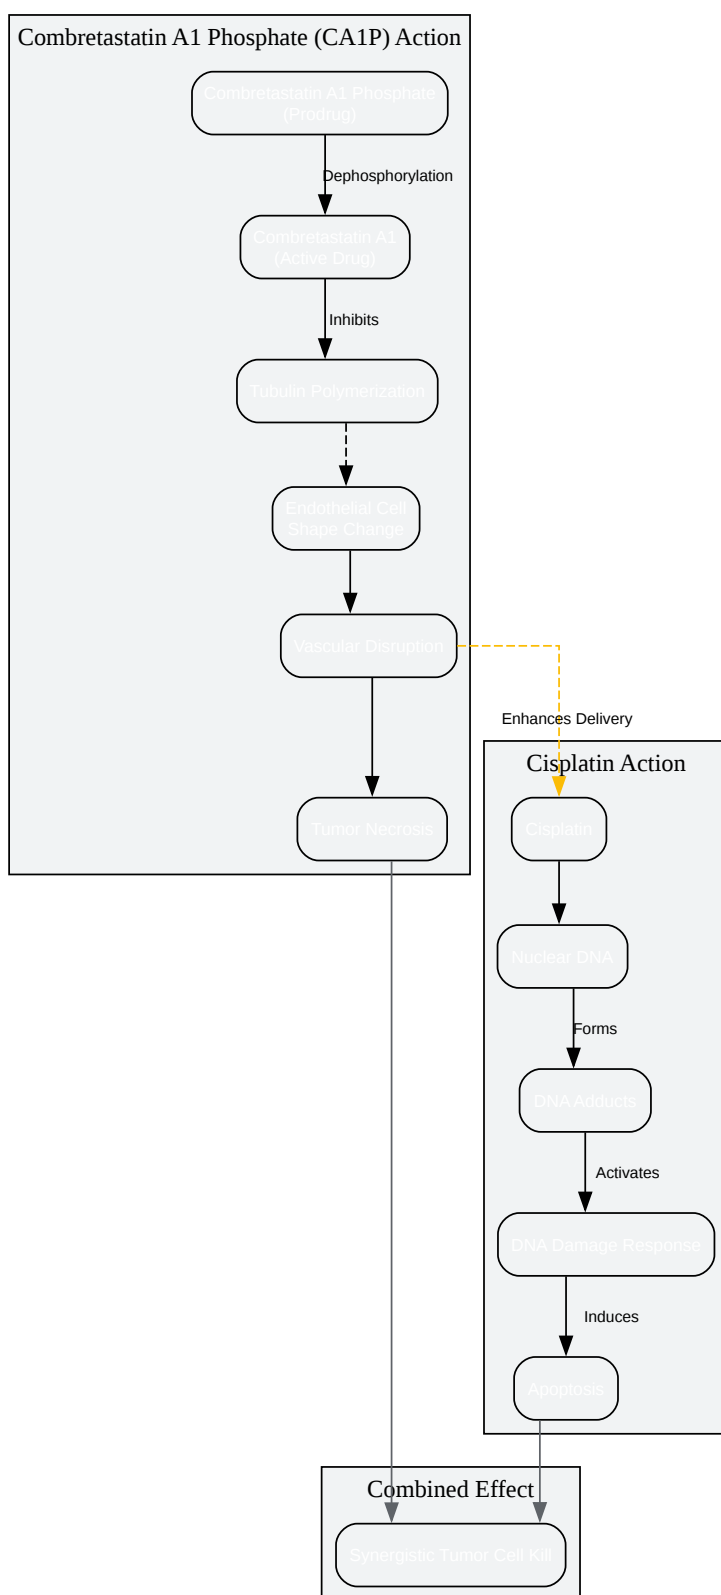 Combretastatin A1 Phosphate (CA1P) Action
Combretastatin A1 Phosphate
(Prodrug)
Dephosphorylation
Combretastatin A1
(Active Drug)
Inhibits
Tubulin Polymerization
Endothelial Cell
Shape Change
Vascular Disruption
Enhances Delivery
Tumor Necrosis
Cisplatin Action
Cisplatin
Nuclear DNA
Forms
DNA Adducts
Activates
DNA Damage Response
Induces
Apoptosis
Combined Effect
Synergistic Tumor Cell Kill